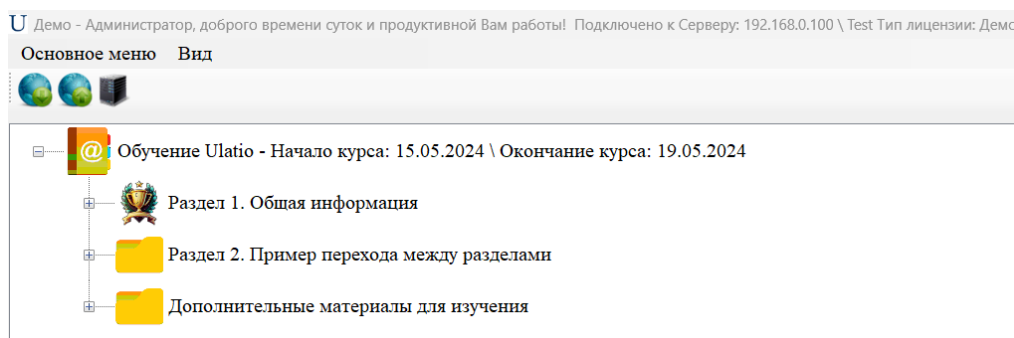 U Демо - Администратор, доброго времени суток и продуктивной Вам работы! Подключено к Серверу: 192.168.0.100 \ Test Тип лицензии: Демо
Основное меню Вид
@ Обучение Ulatio - Начало курса: 15.05.2024 \ Окончание курса: 19.05.2024
Раздел 1. Общая информация
Раздел 2. Пример перехода между разделами
Дополнительные материалы для изучения